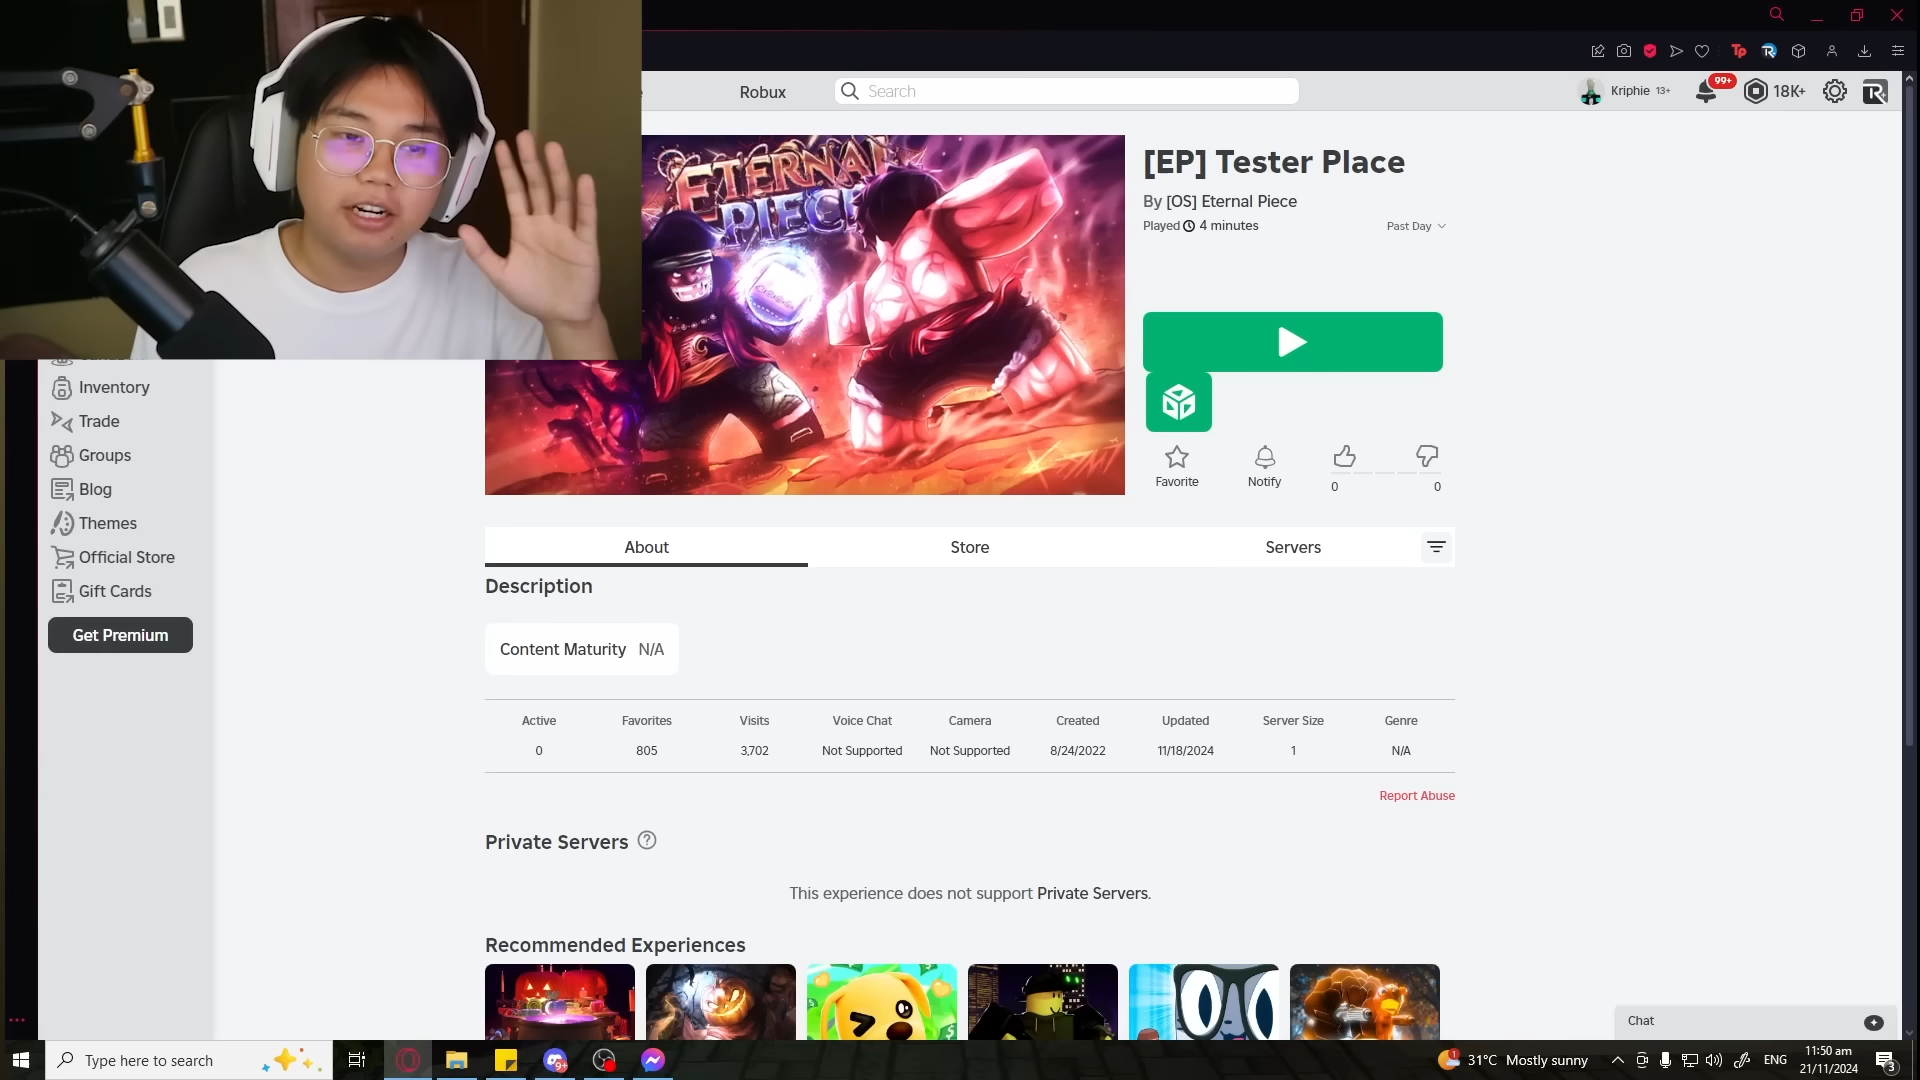 Robux
Search
Kriphie 13+
99+
18K+
ETERNAL
PIECE
[EP] Tester Place
By [OS] Eternal Piece
Played 4 minutes
Past Day
Favorite
Notify
0
0
Inventory
Trade
Groups
Blog
Themes
Official Store
Gift Cards
Get Premium
About
Store
Servers
Description
Content Maturity N/A
Active Favorites Visits Voice Chat Camera Created Updated Server Size Genre
0 805 3,702 Not Supported Not Supported 8/24/2022 11/18/2024 1 N/A
Report Abuse
Private Servers
This experience does not support Private Servers.
Recommended Experiences
Chat
Type here to search
9+
1
31°C Mostly sunny
ENG
11:50 am
21/11/2024
3